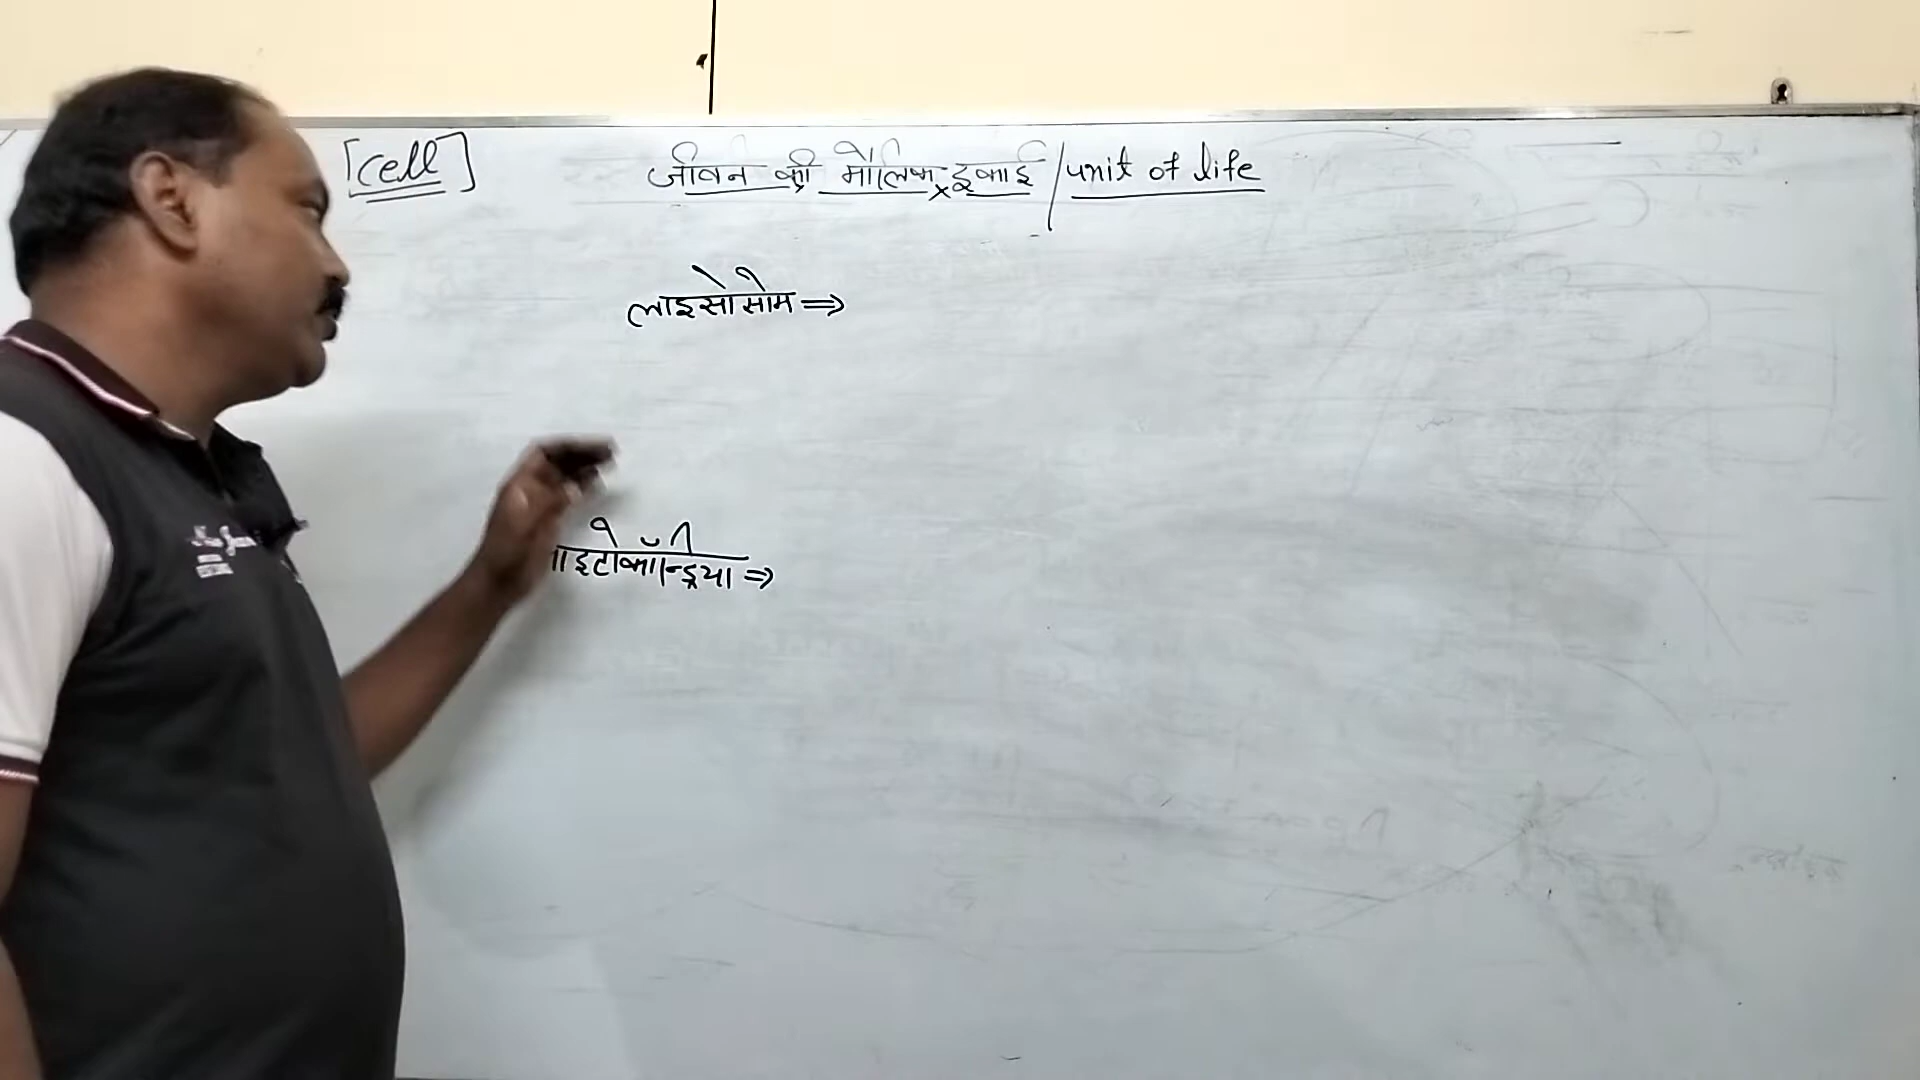 [cell] जीवन की मौलिक इकाई / unit of life
लाइसोसोम ⇒
ाइटोकॉन्ड्रिया ⇒